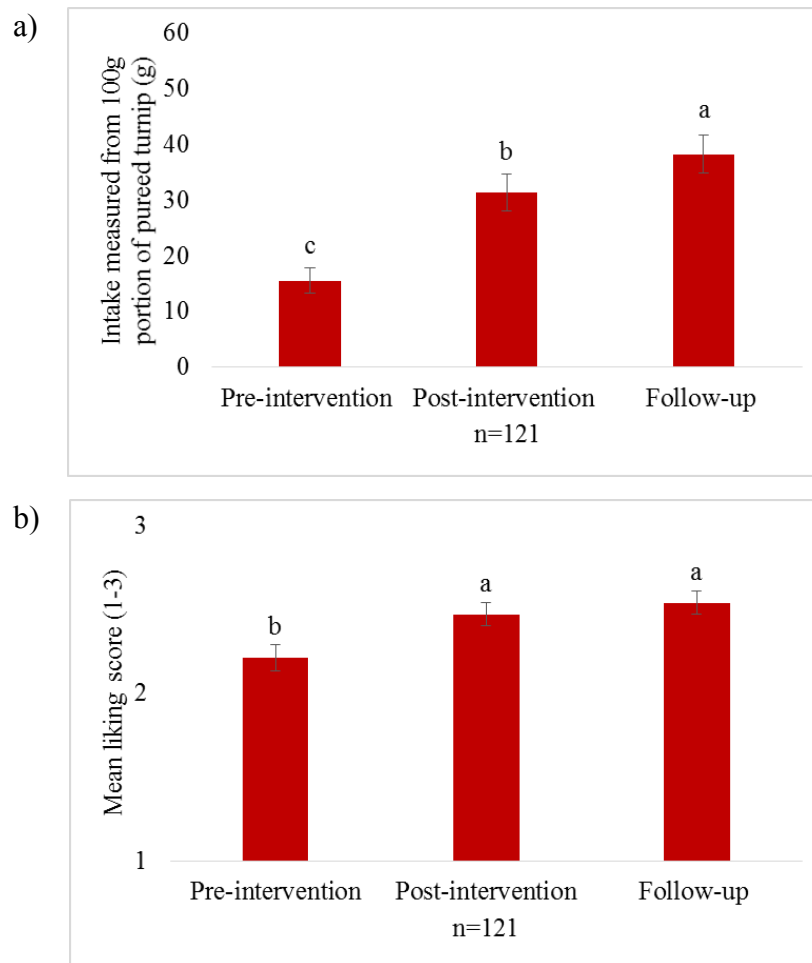 a)
Intake measured from 100g
portion of pureed turnip (g)
60
50
40
30
20
10
0
c
b
a
Pre-intervention
Post-intervention
Follow-up
n=121
b)
Mean liking score (1-3)
3
2
1
b
a
a
Pre-intervention
Post-intervention
Follow-up
n=121